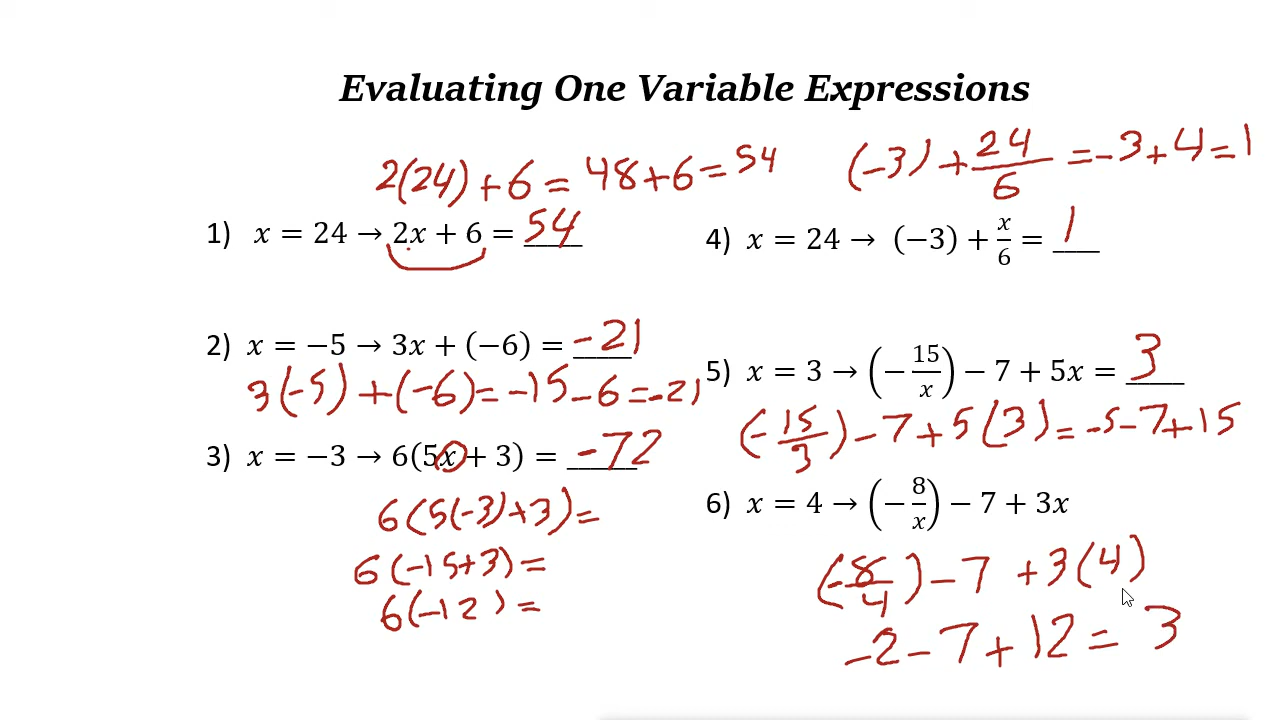 Evaluating One Variable Expressions
2(24) + 6 = 48 + 6 = 54
1) x = 24 → 2x + 6 = 54
2) x = −5 → 3x + (−6) = -21
3(-5) + (-6) = -15 - 6 = -21
3) x = −3 → 6(5x + 3) = -72
6(5(-3)+3) =
6(-15+3) =
6(-12) =
(-3) + 24/6 = -3 + 4 = 1
4) x = 24 → (−3) + x/6 = 1
5) x = 3 → (−15/x) − 7 + 5x = 3
(-15/3) - 7 + 5(3) = -5 - 7 + 15
6) x = 4 → (−8/x) − 7 + 3x
(-8/4) - 7 + 3(4)
-2 - 7 + 12 = 3